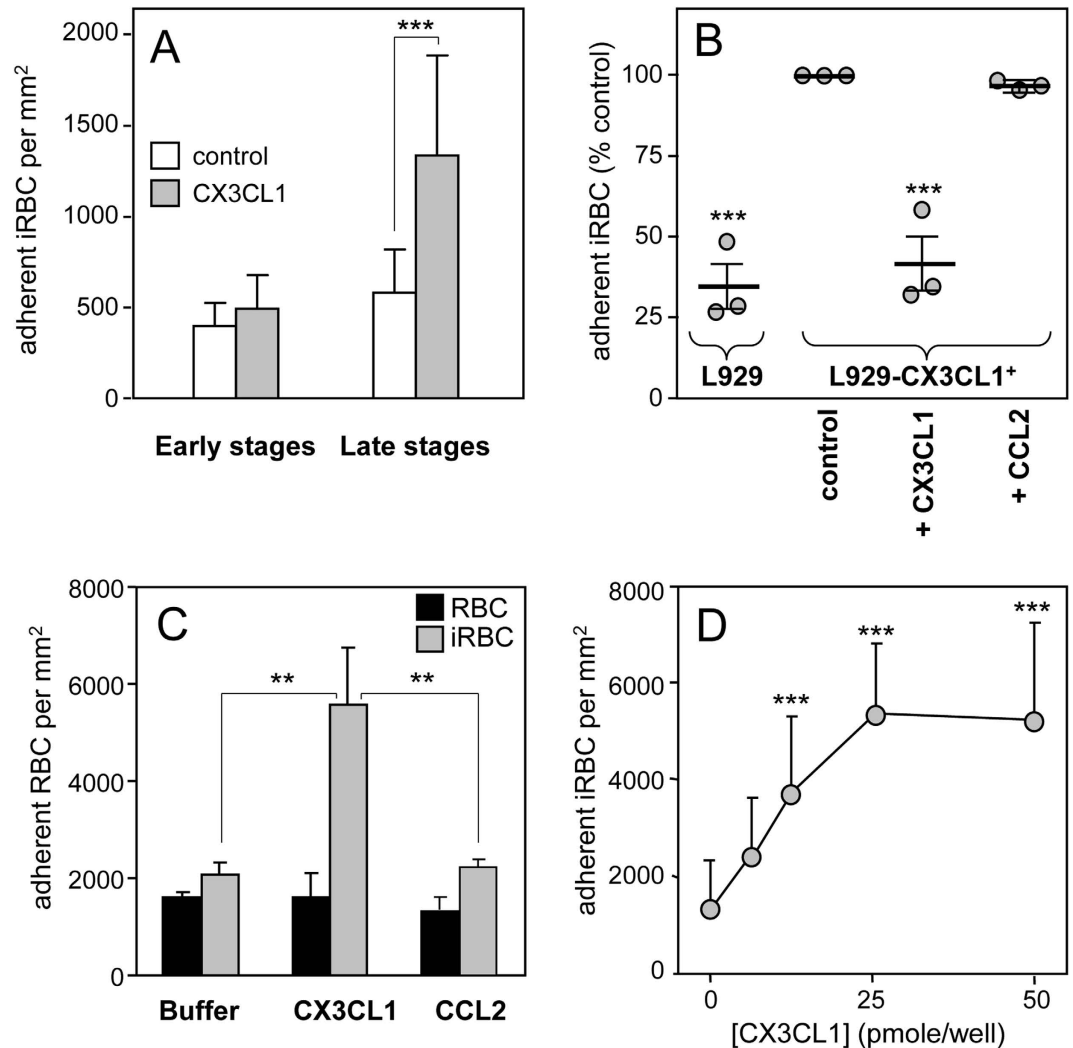 A
adherent iRBC per mm²
2000
1500
1000
500
0
***
control
CX3CL1
Early stages
Late stages
B
adherent iRBC (% control)
100
75
50
25
0
***
***
L929
L929-CX3CL1⁺
control
+ CX3CL1
+ CCL2
C
adherent RBC per mm²
8000
6000
4000
2000
0
RBC
iRBC
**
**
Buffer
CX3CL1
CCL2
D
adherent iRBC per mm²
8000
6000
4000
2000
0
***
***
***
0
25
50
[CX3CL1] (pmole/well)